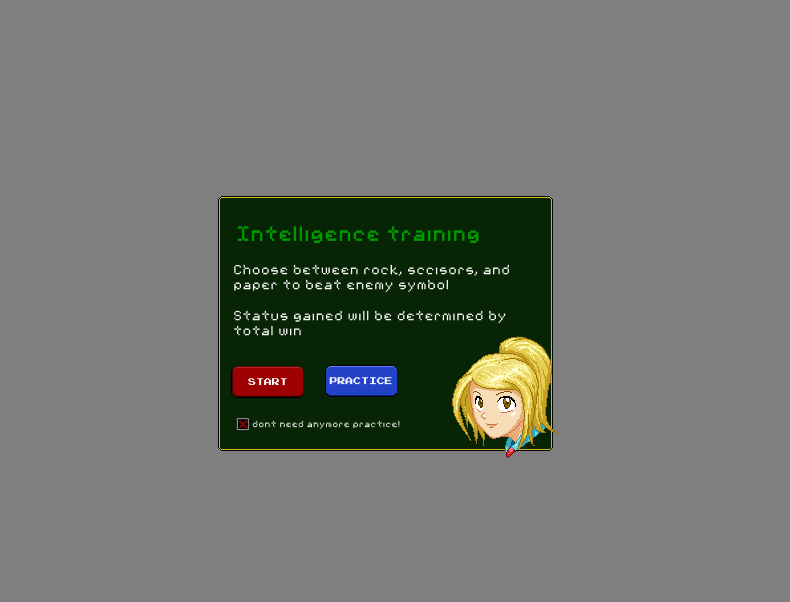 Intelligence training
Choose between rock, sccisors, and
paper to beat enemy symbol
Status gained will be determined by
total win
START
PRACTICE
dont need anymore practice!